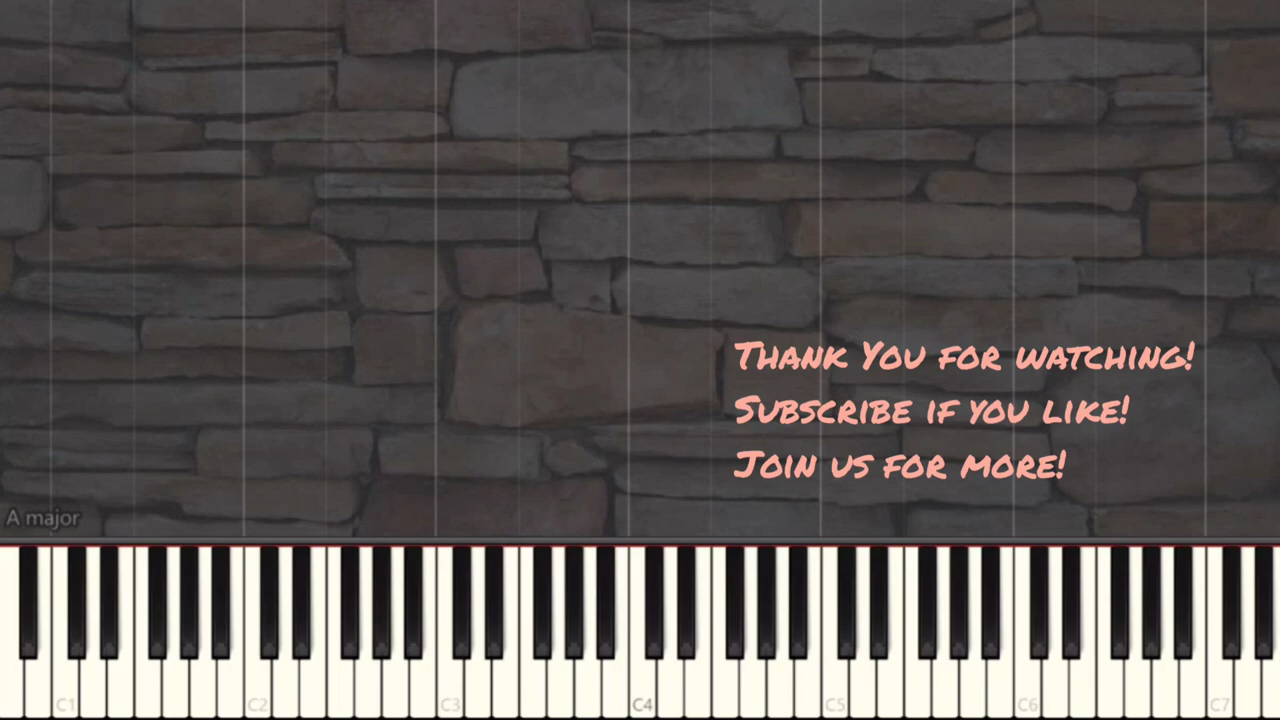 Thank You for watching!
Subscribe if you like!
Join us for more!
A major
C1 C2 C3 C4 C5 C6 C7